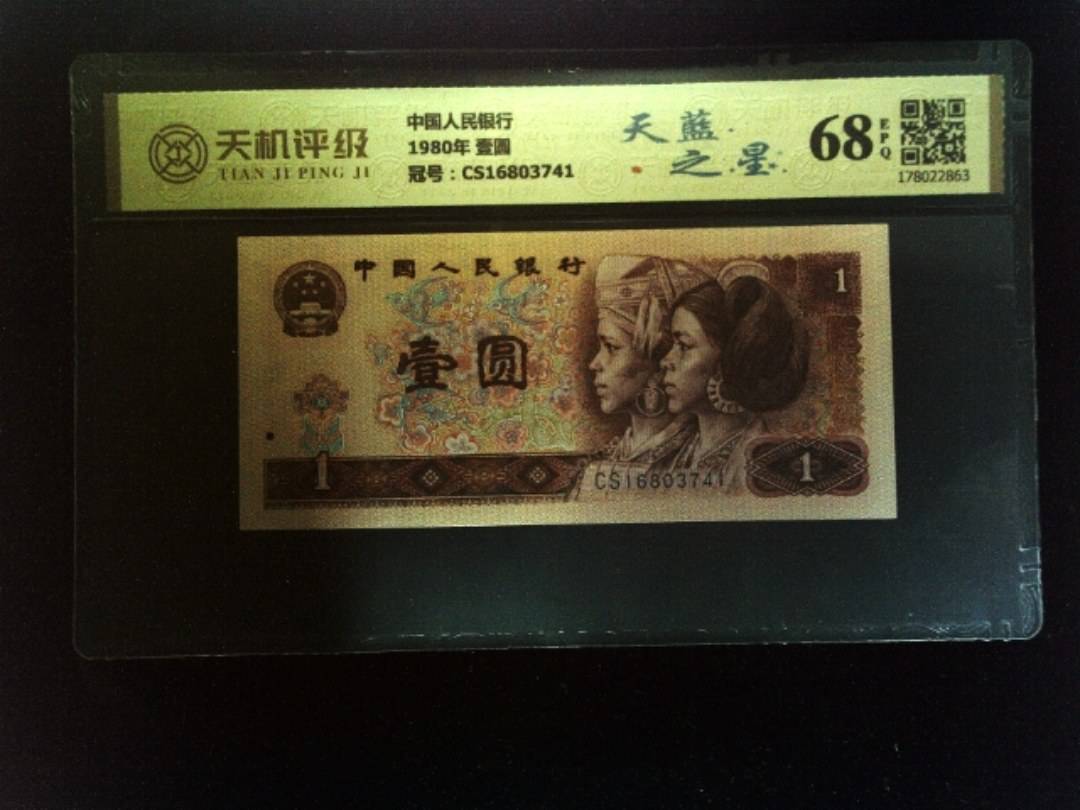 天机评级
TIAN JI PING JI
中国人民银行
1980年 壹圆
冠号：CS16803741
天藍
之星
68
EPQ
178022863
中國人民銀行
1
壹圆
1
CS16803741
1